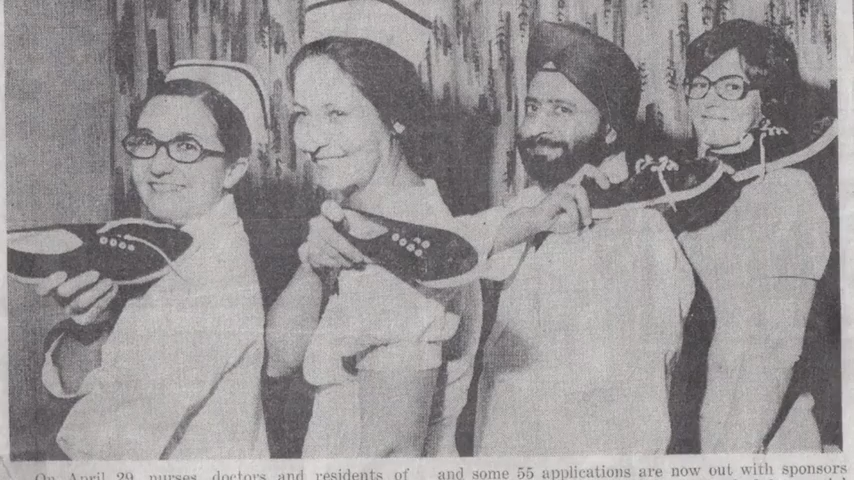 On April 29, nurses, doctors and residents of
and some 55 applications are now out with sponsors